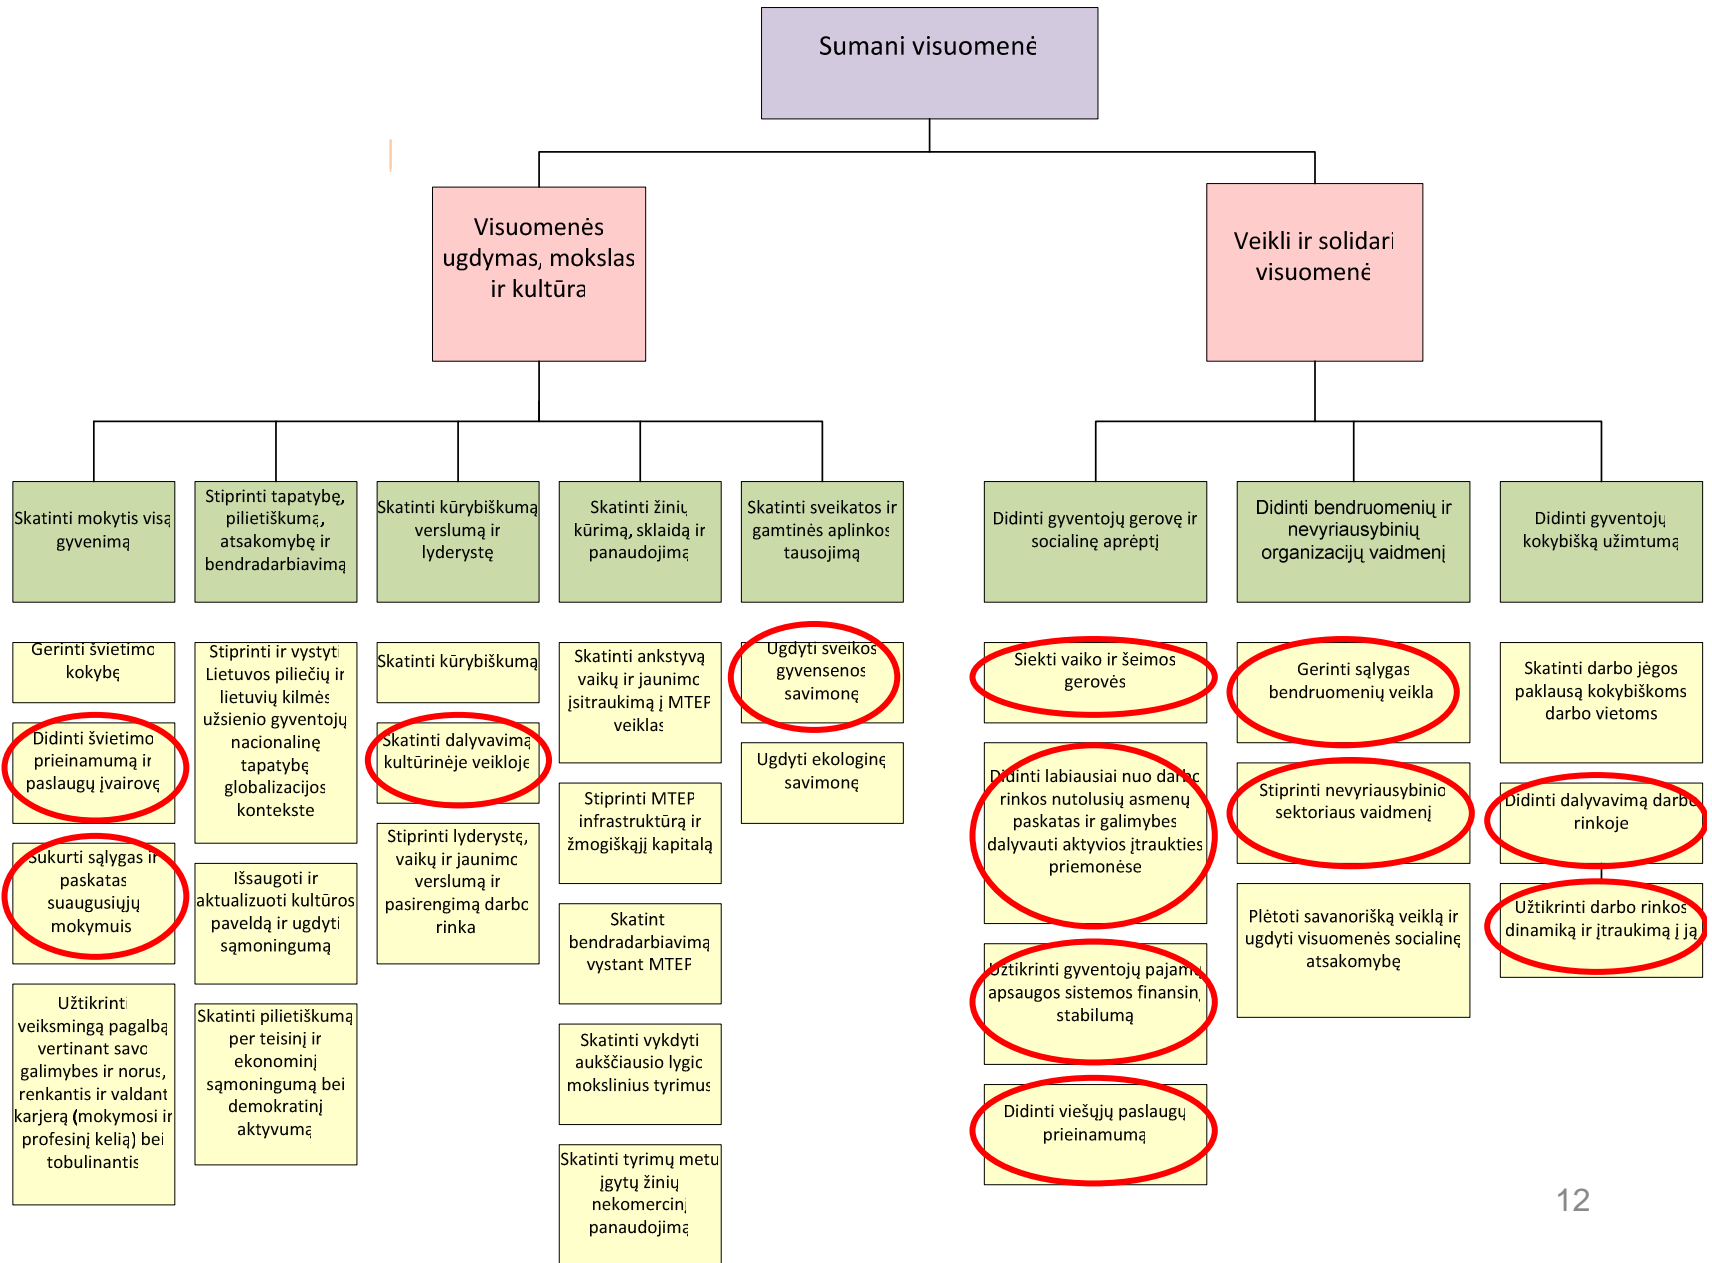 Sumani visuomenė
Visuomenės
ugdymas, mokslas
ir kultūra
Veikli ir solidari
visuomenė
Skatinti mokytis visą
gyvenimą
Stiprinti tapatybę,
pilietiškumą,
atsakomybę ir
bendradarbiavimą
Skatinti kūrybiškumą
verslumą ir
lyderystę
Skatinti žinių
kūrimą, sklaidą ir
panaudojimą
Skatinti sveikatos ir
gamtinės aplinkos
tausojimą
Didinti gyventojų gerovę ir
socialinę aprėptį
Didinti bendruomenių ir
nevyriausybinių
organizacijų vaidmenį
Didinti gyventojų
kokybišką užimtumą
Gerinti švietimo
kokybę
Didinti švietimo
prieinamumą ir
paslaugų įvairovę
Sukurti sąlygas ir
paskatas
suaugusiųjų
mokymuis
Užtikrinti
veiksmingą pagalbą
vertinant savo
galimybes ir norus,
renkantis ir valdant
karjerą (mokymosi ir
profesinį kelią) bei
tobulinantis
Stiprinti ir vystyti
Lietuvos piliečių ir
lietuvių kilmės
užsienio gyventojų
nacionalinę
tapatybę
globalizacijos
kontekste
Išsaugoti ir
aktualizuoti kultūros
paveldą ir ugdyti
sąmoningumą
Skatinti pilietiškumą
per teisinį ir
ekonominį
sąmoningumą bei
demokratinį
aktyvumą
Skatinti kūrybiškumą
Skatinti dalyvavimą
kultūrinėje veikloje
Stiprinti lyderystę,
vaikų ir jaunimo
verslumą ir
pasirengimą darbo
rinka
Skatinti ankstyvą
vaikų ir jaunimo
įsitraukimą į MTEP
veiklas
Stiprinti MTEP
infrastruktūrą ir
žmogiškąjį kapitalą
Skatint
bendradarbiavimą
vystant MTEP
Skatinti vykdyti
aukščiausio lygio
mokslinius tyrimus
Skatinti tyrimų metu
įgytų žinių
nekomercinį
panaudojimą
Ugdyti sveikos
gyvensenos
savimonę
Ugdyti ekologinę
savimonę
Siekti vaiko ir šeimos
gerovės
Didinti labiausiai nuo darbo
rinkos nutolusių asmenų
paskatas ir galimybes
dalyvauti aktyvios įtraukties
priemonėse
Užtikrinti gyventojų pajamų
apsaugos sistemos finansinį
stabilumą
Didinti viešųjų paslaugų
prieinamumą
Gerinti sąlygas
bendruomenių veikla
Stiprinti nevyriausybinio
sektoriaus vaidmenį
Plėtoti savanorišką veiklą ir
ugdyti visuomenės socialinę
atsakomybę
Skatinti darbo jėgos
paklausą kokybiškoms
darbo vietoms
Didinti dalyvavimą darbo
rinkoje
Užtikrinti darbo rinkos
dinamiką ir įtraukimą į ją
12